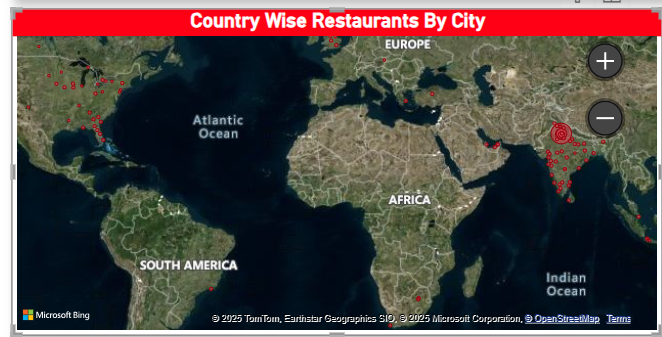 Country Wise Restaurants By City
EUROPE
Atlantic
Ocean
AFRICA
SOUTH AMERICA
Indian
Ocean
Microsoft Bing
© 2025 TomTom, Earthstar Geographics SIO, © 2025 Microsoft Corporation, © OpenStreetMap Terms